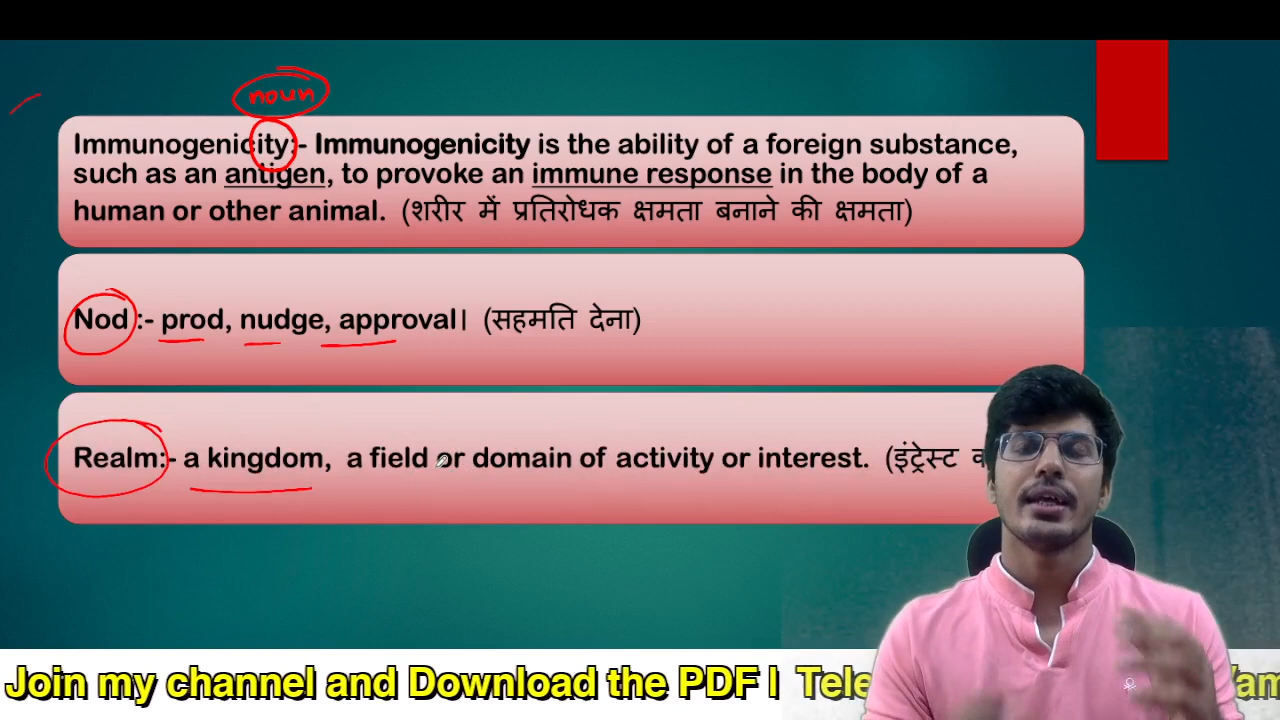 noun
Immunogenicity:- Immunogenicity is the ability of a foreign substance,
such as an antigen, to provoke an immune response in the body of a
human or other animal. (शरीर में प्रतिरोधक क्षमता बनाने की क्षमता)
Nod :- prod, nudge, approval। (सहमति देना)
Realm:- a kingdom, a field or domain of activity or interest. (इंट्रेस्ट
Join my channel and Download the PDF।